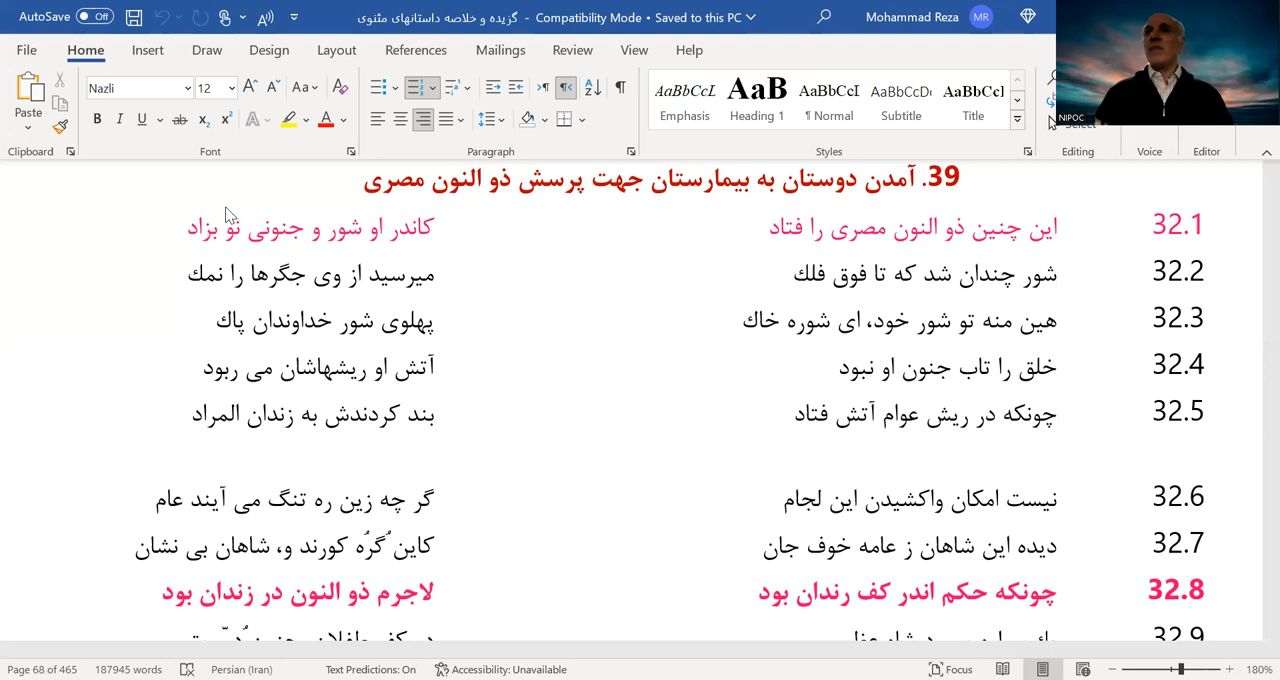 AutoSave Off گزیده و خلاصه داستانهای مثنوی - Compatibility Mode • Saved to this PC Mohammad Reza MR
File Home Insert Draw Design Layout References Mailings Review View Help
Paste Nazli 12 Aa AaBbCcL AaBb AaBbCcI AaBbCcD AaBbCcI
Emphasis Heading 1 ¶ Normal Subtitle Title Select
NIPOC
Clipboard Font Paragraph Styles Editing Voice Editor
39. آمدن دوستان به بیمارستان جهت پرسش ذو النون مصری
32.1 این چنین ذو النون مصری را فتاد کاندر او شور و جنونی نو بزاد
32.2 شور چندان شد که تا فوق فلك میرسید از وی جگرها را نمك
32.3 هین منه تو شور خود، ای شوره خاك پهلوی شور خداوندان پاك
32.4 خلق را تاب جنون او نبود آتش او ریشهاشان می ربود
32.5 چونکه در ریش عوام آتش فتاد بند کردندش به زندان المراد
32.6 نیست امکان واکشیدن این لجام گر چه زین ره تنگ می آیند عام
32.7 دیده این شاهان ز عامه خوف جان کاین ُگرُه کورند و، شاهان بی نشان
32.8 چونکه حکم اندر کف رندان بود لاجرم ذو النون در زندان بود
32.9
Page 68 of 465 187945 words Persian (Iran) Text Predictions: On Accessibility: Unavailable Focus 180%